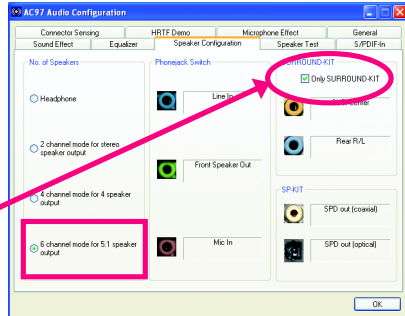 AC97 Audio Configuration
Connector Sensing
HRTF Demo
Microphone Effect
General
Sound Effect
Equalizer
Speaker Configuration
Speaker Test
S/PDIF-In
No. of Speakers
Headphone
2 channel mode for stereo
speaker output
4 channel mode for 4 speaker
output
6 channel mode for 5.1 speaker
output
Phonejack Switch
Line In
Front Speaker Out
Mic In
SURROUND-KIT
Only SURROUND-KIT
Center
Rear R/L
SP-KIT
SPD out (coaxial)
SPD out (optical)
OK